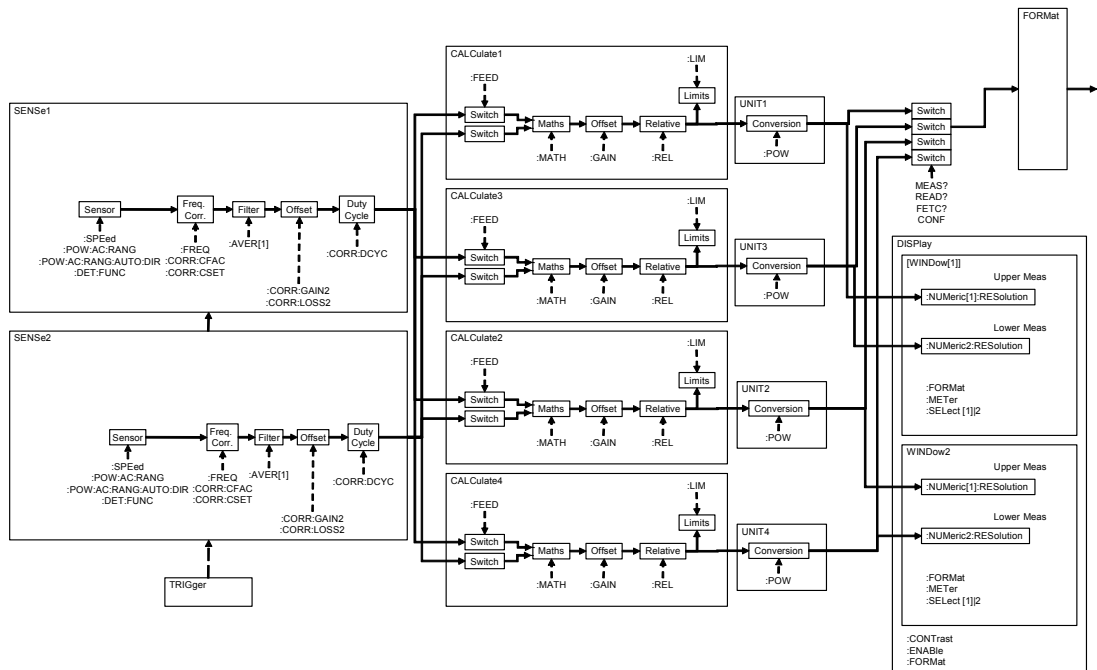 SENSe1
Sensor
Freq.
Corr.
Filter
Offset
Duty
Cycle
:SPEed
:POW:AC:RANG
:POW:AC:RANG:AUTO:DIR
:DET:FUNC
:FREQ
:CORR:CFAC
:CORR:CSET
:AVER[1]
:CORR:GAIN2
:CORR:LOSS2
:CORR:DCYC
SENSe2
Sensor
Freq.
Corr.
Filter
Offset
Duty
Cycle
:SPEed
:POW:AC:RANG
:POW:AC:RANG:AUTO:DIR
:DET:FUNC
:FREQ
:CORR:CFAC
:CORR:CSET
:AVER[1]
:CORR:GAIN2
:CORR:LOSS2
:CORR:DCYC
TRIGger
CALCulate1
:FEED
Switch
Switch
Maths
Offset
Relative
Limits
:LIM
:MATH
:GAIN
:REL
UNIT1
Conversion
:POW
CALCulate3
:FEED
Switch
Switch
Maths
Offset
Relative
Limits
:LIM
:MATH
:GAIN
:REL
UNIT3
Conversion
:POW
CALCulate2
:FEED
Switch
Switch
Maths
Offset
Relative
Limits
:LIM
:MATH
:GAIN
:REL
UNIT2
Conversion
:POW
CALCulate4
:FEED
Switch
Switch
Maths
Offset
Relative
Limits
:LIM
:MATH
:GAIN
:REL
UNIT4
Conversion
:POW
Switch
Switch
Switch
Switch
MEAS?
READ?
FETC?
CONF
FORMat
DISPlay
[WINDow[1]]
Upper Meas
:NUMeric[1]:RESolution
Lower Meas
:NUMeric2:RESolution
:FORMat
:METer
:SELect [1]|2
WINDow2
Upper Meas
:NUMeric[1]:RESolution
Lower Meas
:NUMeric2:RESolution
:FORMat
:METer
:SELect [1]|2
:CONTrast
:ENABle
:FORMat